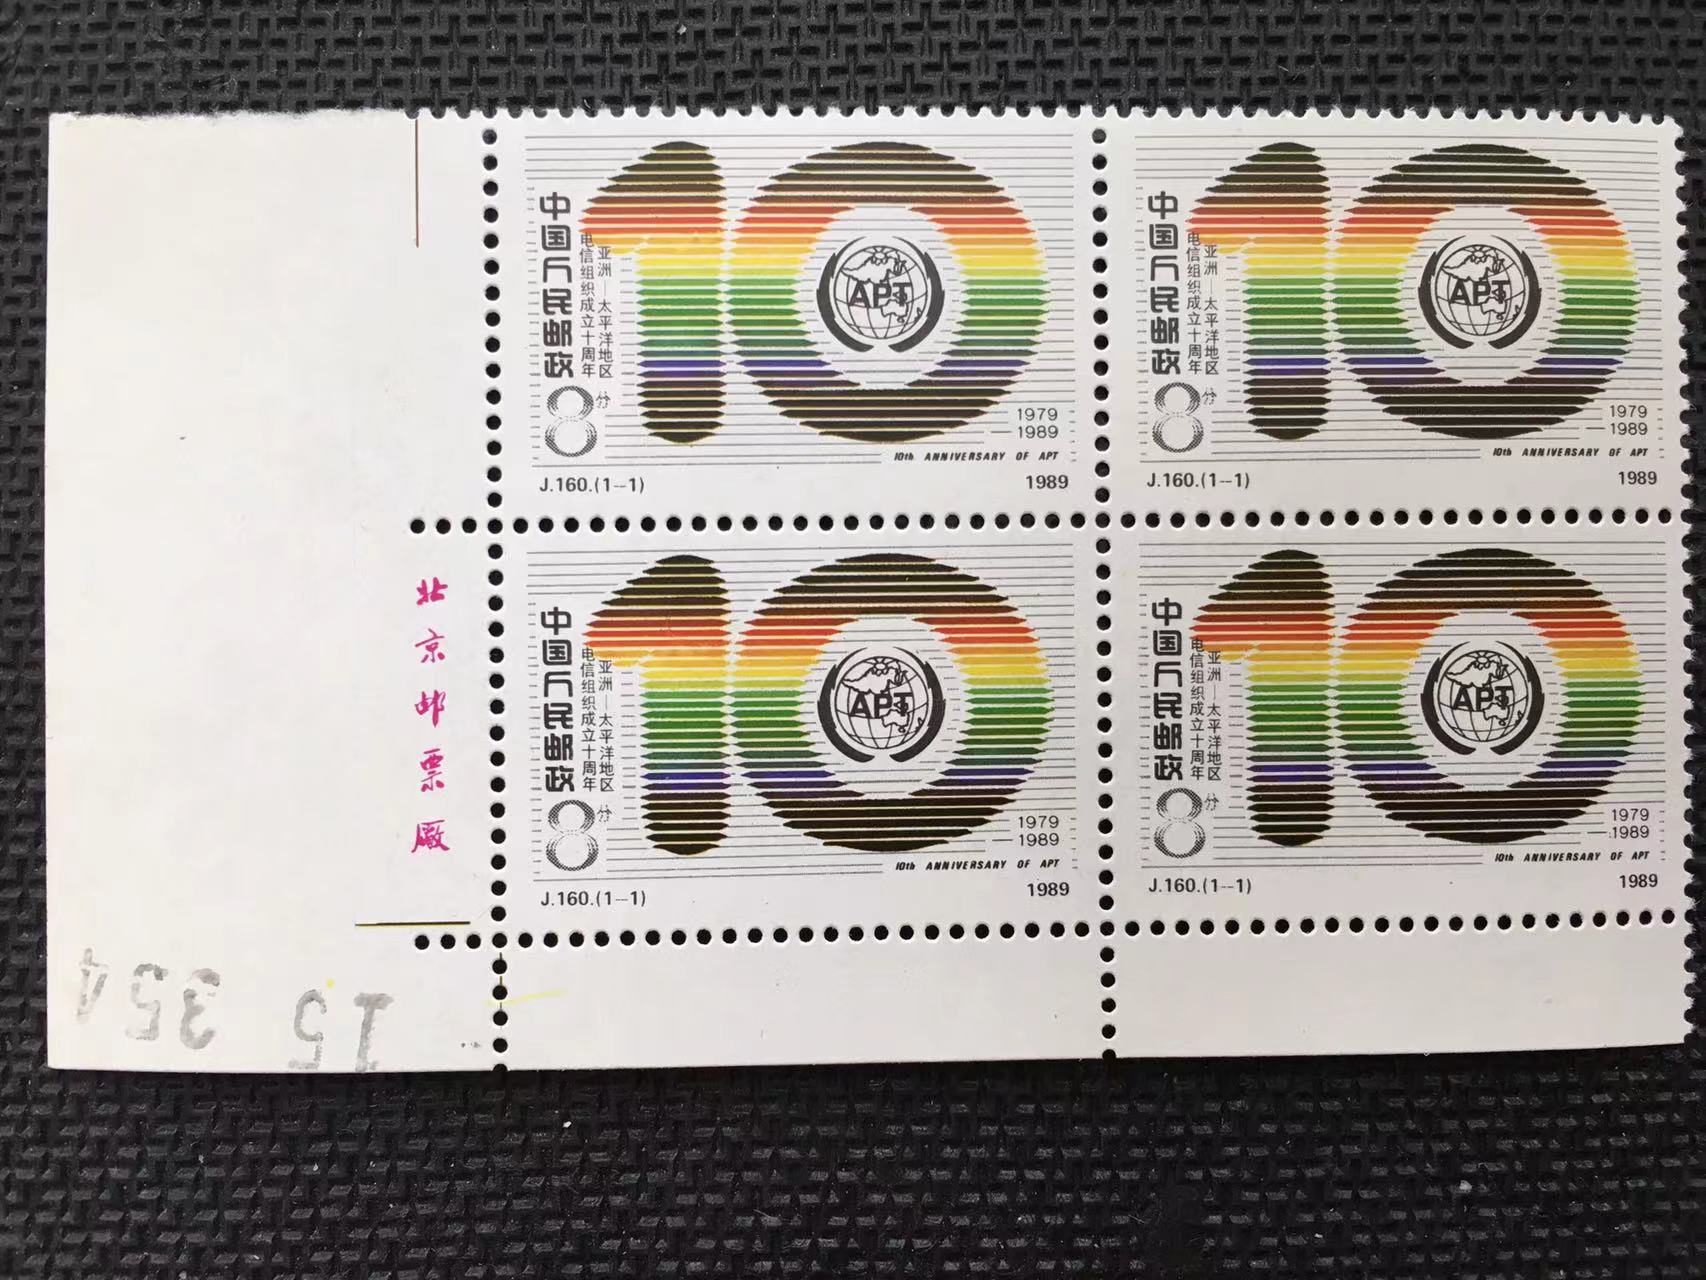 中国人民邮政
亚洲—太平洋地区
电信组织成立十周年
8分
APT
1979
—1989
10th ANNIVERSARY OF APT
J.160.(1—1)
1989
中国人民邮政
亚洲—太平洋地区
电信组织成立十周年
8分
10
APT
1979
—1989
10th ANNIVERSARY OF APT
J.160.(1—1)
1989
北京邮票厰
中国人民邮政
亚洲—太平洋地区
电信组织成立十周年
8分
10
APT
1979
—1989
10th ANNIVERSARY OF APT
J.160.(1—1)
1989
中国人民邮政
亚洲—太平洋地区
电信组织成立十周年
8分
10
APT
1979
—1989
10th ANNIVERSARY OF APT
J.160.(1—1)
1989
15 354